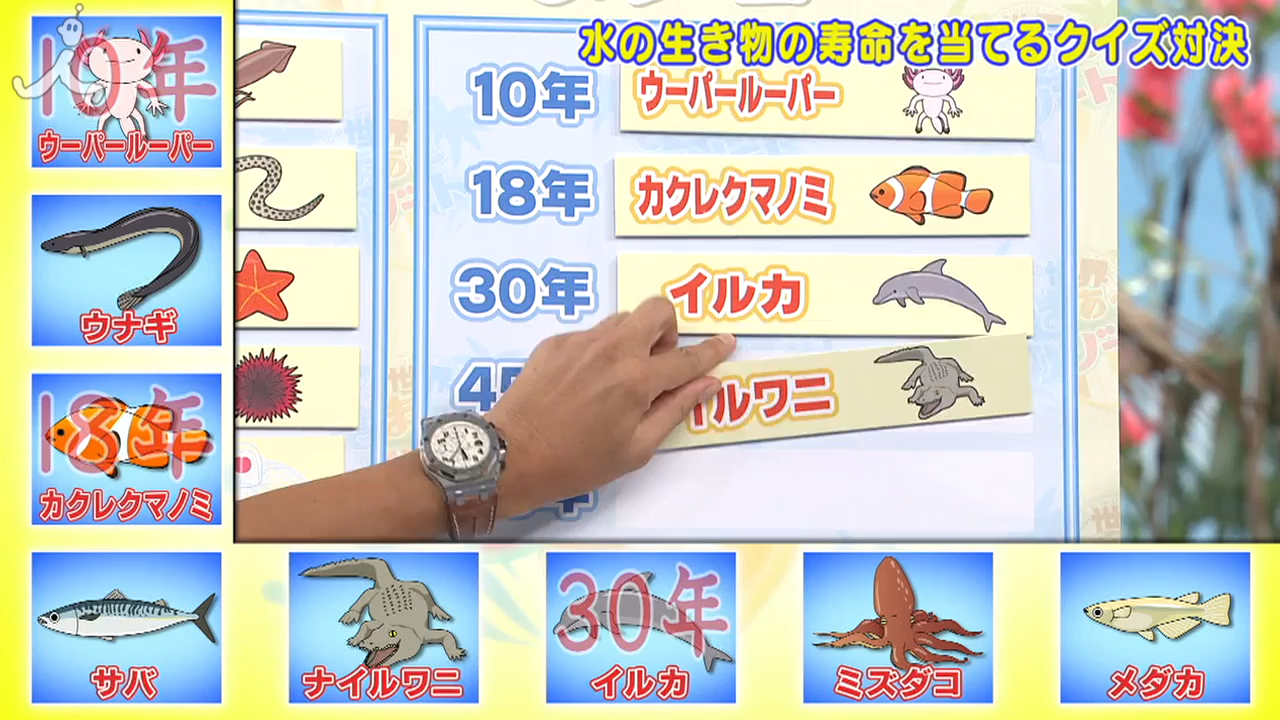 水の生き物の寿命を当てるクイズ対決
10年
ウーパールーパー
ウナギ
18年
カクレクマノミ
サバ
ナイルワニ
30年
イルカ
ミズダコ
メダカ
10年
ウーパールーパー
18年
カクレクマノミ
30年
イルカ
イルワニ